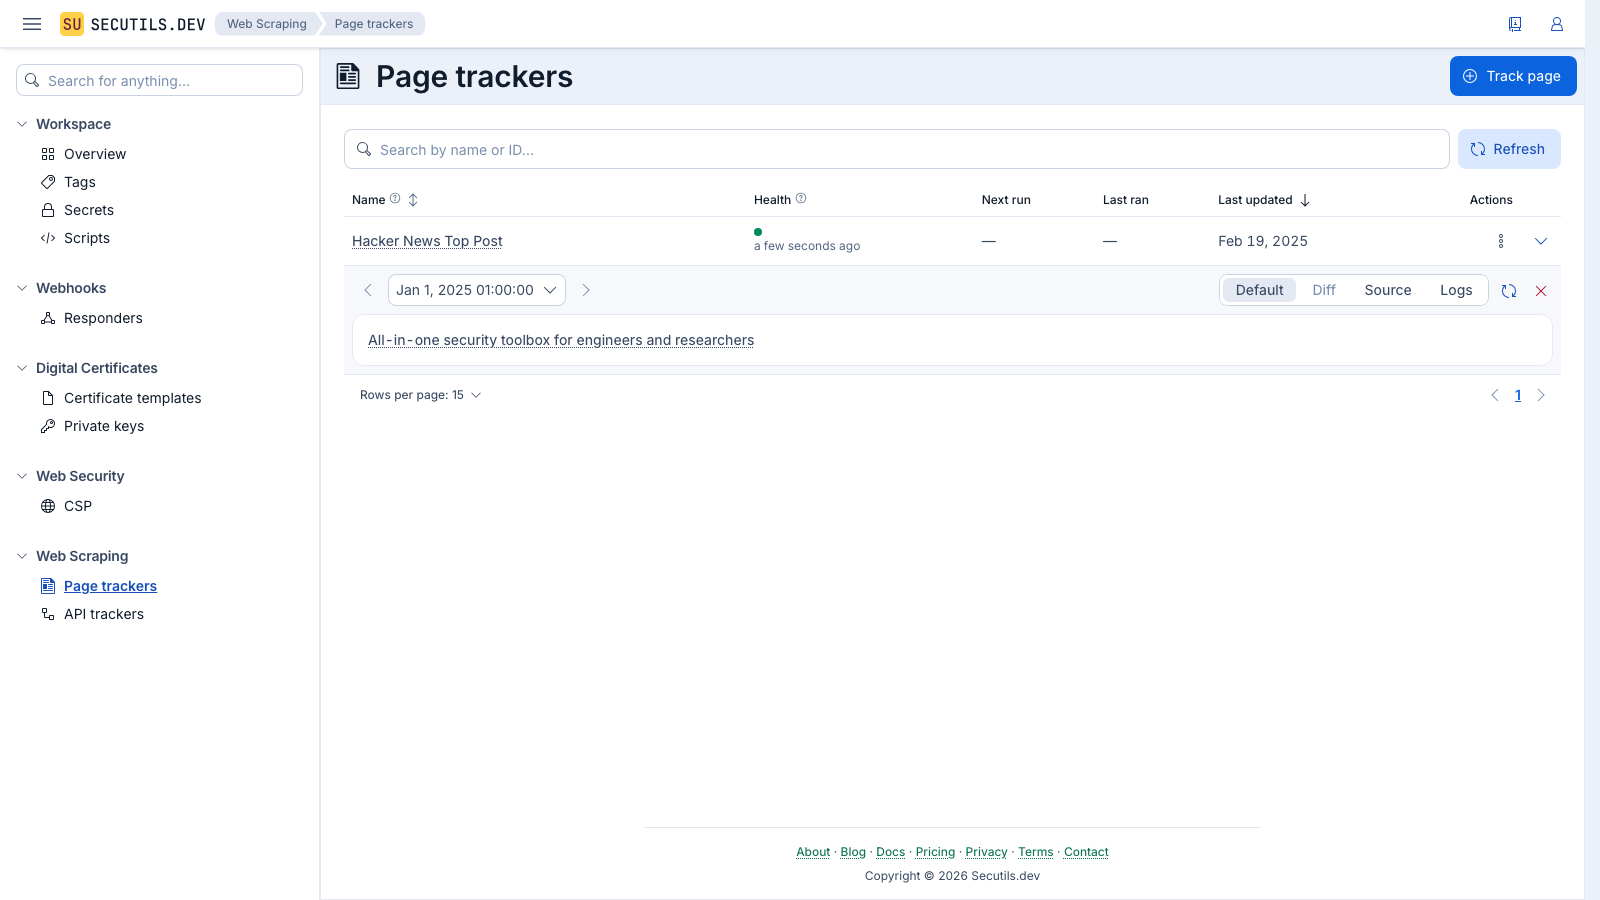 SU SECUTILS.DEV Web Scraping Page trackers
Search for anything...
Workspace
Overview
Tags
Secrets
Scripts
Webhooks
Responders
Digital Certificates
Certificate templates
Private keys
Web Security
CSP
Web Scraping
Page trackers
API trackers
Page trackers
Track page
Search by name or ID...
Refresh
Name Health Next run Last ran Last updated Actions
Hacker News Top Post a few seconds ago — — Feb 19, 2025
Jan 1, 2025 01:00:00 Default Diff Source Logs
All-in-one security toolbox for engineers and researchers
Rows per page: 15 1
About · Blog · Docs · Pricing · Privacy · Terms · Contact
Copyright © 2026 Secutils.dev